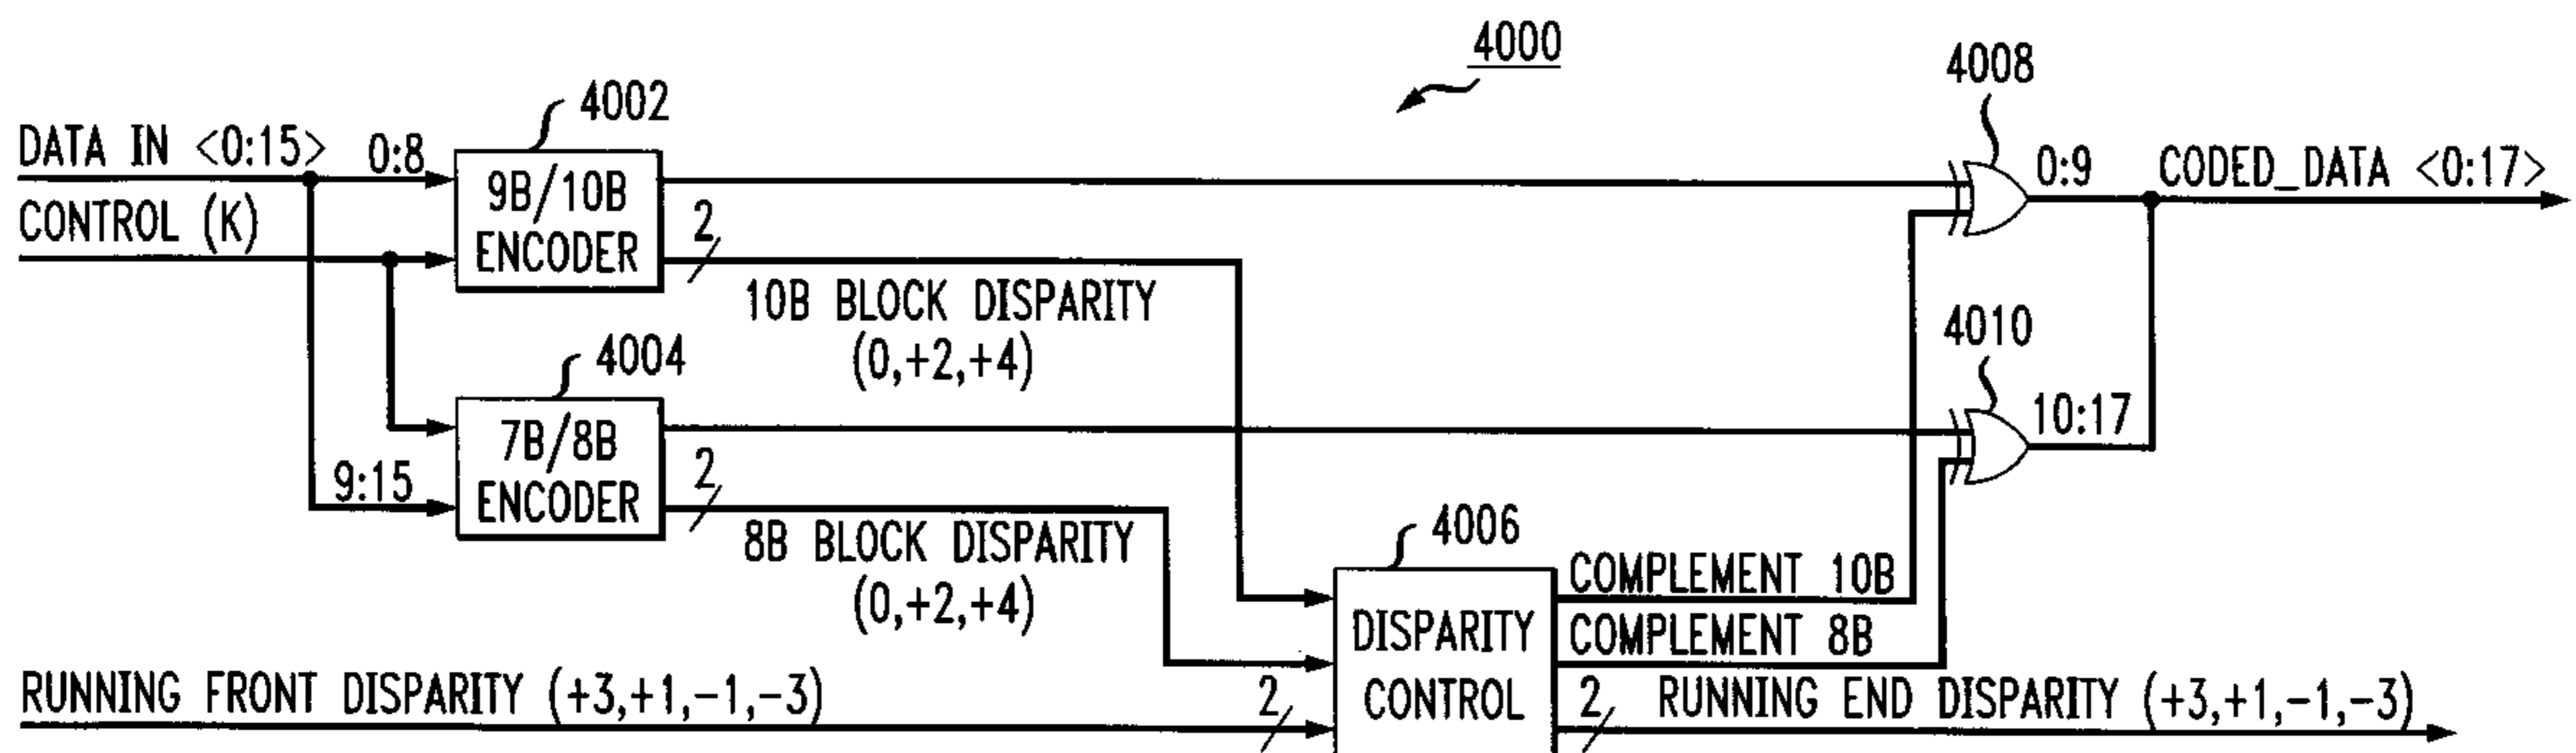 4000
4008
4002
DATA IN <0:15>
0:8
CONTROL (K)
9B/10B
ENCODER
2
10B BLOCK DISPARITY
(0,+2,+4)
0:9
CODED_DATA <0:17>
4004
7B/8B
ENCODER
9:15
2
8B BLOCK DISPARITY
(0,+2,+4)
4010
10:17
4006
DISPARITY
CONTROL
COMPLEMENT 10B
COMPLEMENT 8B
RUNNING FRONT DISPARITY (+3,+1,-1,-3)
2
2
RUNNING END DISPARITY (+3,+1,-1,-3)